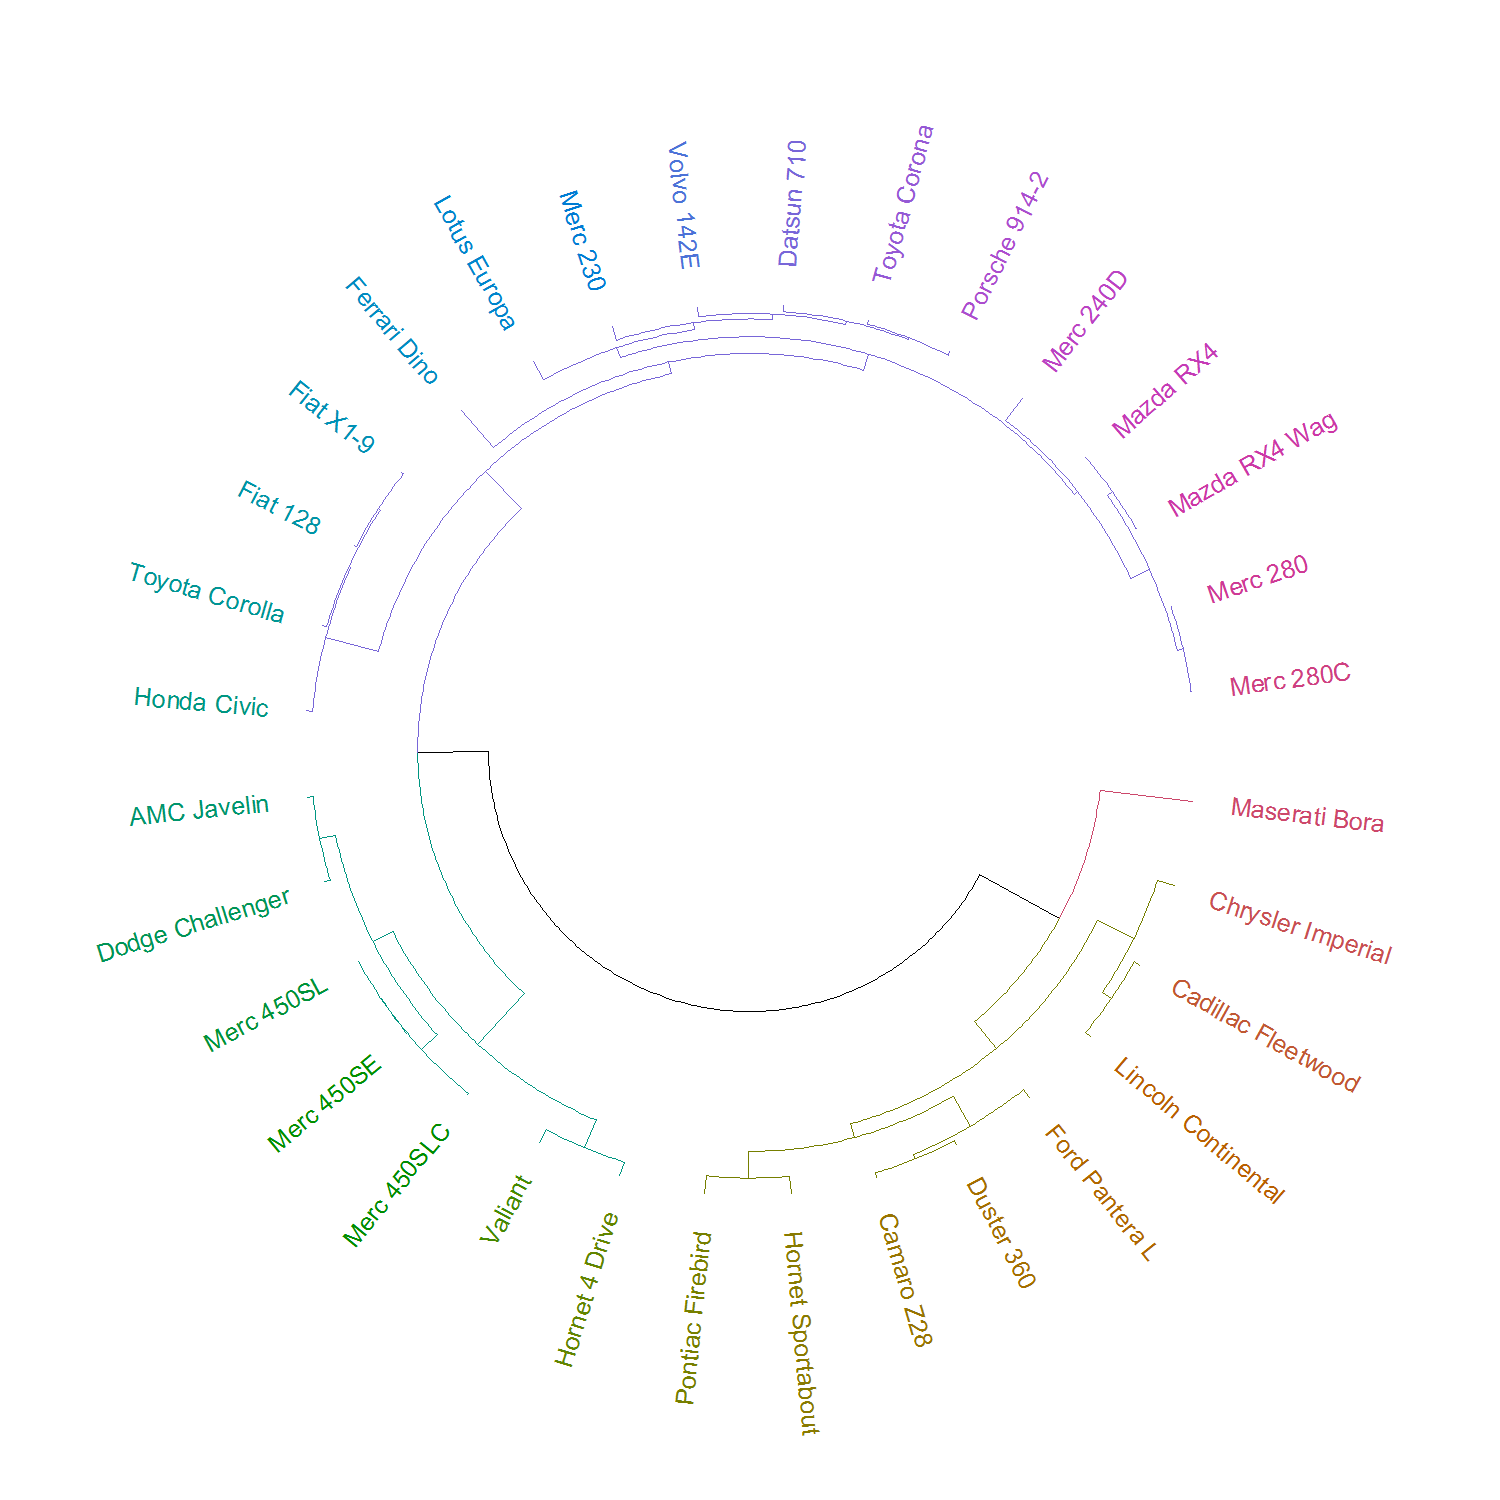 Maserati Bora
Chrysler Imperial
Cadillac Fleetwood
Lincoln Continental
Ford Pantera L
Duster 360
Camaro Z28
Hornet Sportabout
Pontiac Firebird
Hornet 4 Drive
Valiant
Merc 450SLC
Merc 450SE
Merc 450SL
Dodge Challenger
AMC Javelin
Honda Civic
Toyota Corolla
Fiat 128
Fiat X1-9
Ferrari Dino
Lotus Europa
Merc 230
Volvo 142E
Datsun 710
Toyota Corona
Porsche 914-2
Merc 240D
Mazda RX4
Mazda RX4 Wag
Merc 280
Merc 280C